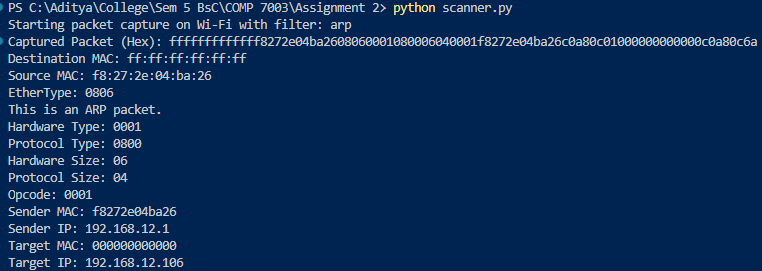 PS C:\Aditya\College\Sem 5 BsC\COMP 7003\Assignment 2> python scanner.py
Starting packet capture on Wi-Fi with filter: arp
Captured Packet (Hex): fffffffffffff8272e04ba2608060001080006040001f8272e04ba26c0a80c01000000000000c0a80c6a
Destination MAC: ff:ff:ff:ff:ff:ff
Source MAC: f8:27:2e:04:ba:26
EtherType: 0806
This is an ARP packet.
Hardware Type: 0001
Protocol Type: 0800
Hardware Size: 06
Protocol Size: 04
Opcode: 0001
Sender MAC: f8272e04ba26
Sender IP: 192.168.12.1
Target MAC: 000000000000
Target IP: 192.168.12.106